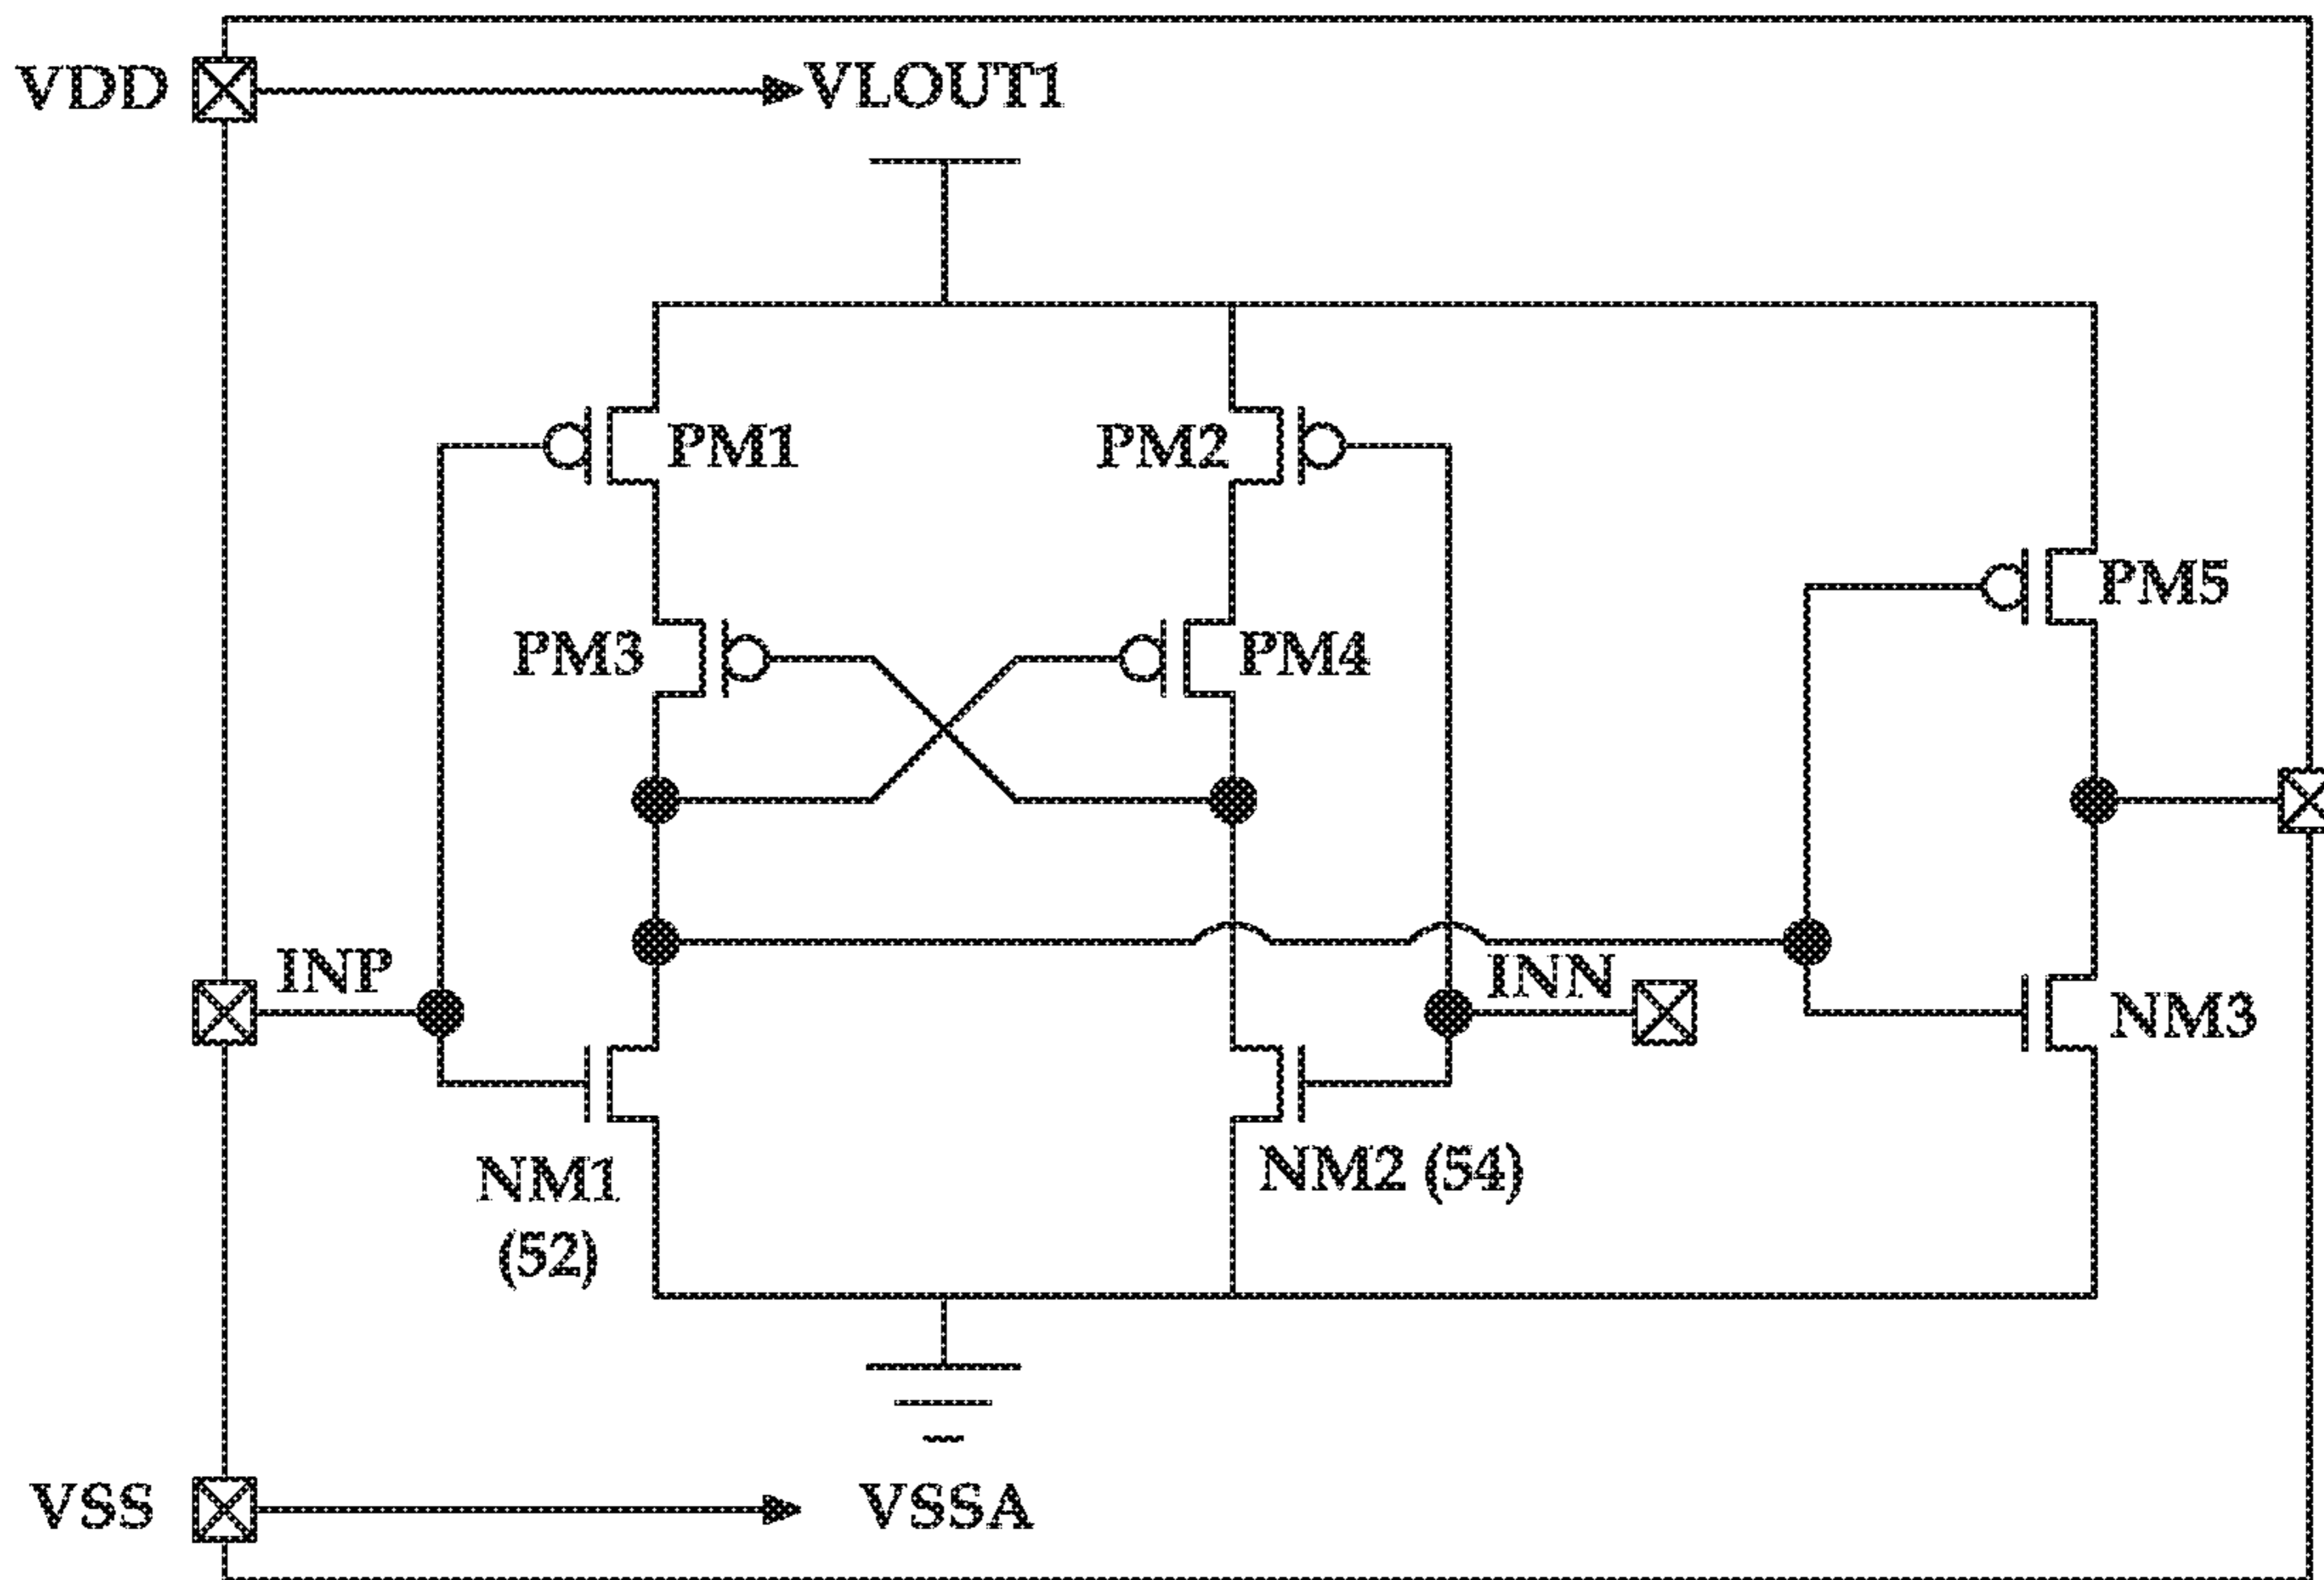 VDD
VLOUT1
PM1
PM2
PM5
PM3
PM4
INP
INN
NM3
NM1
(52)
NM2 (54)
VSS
VSSA